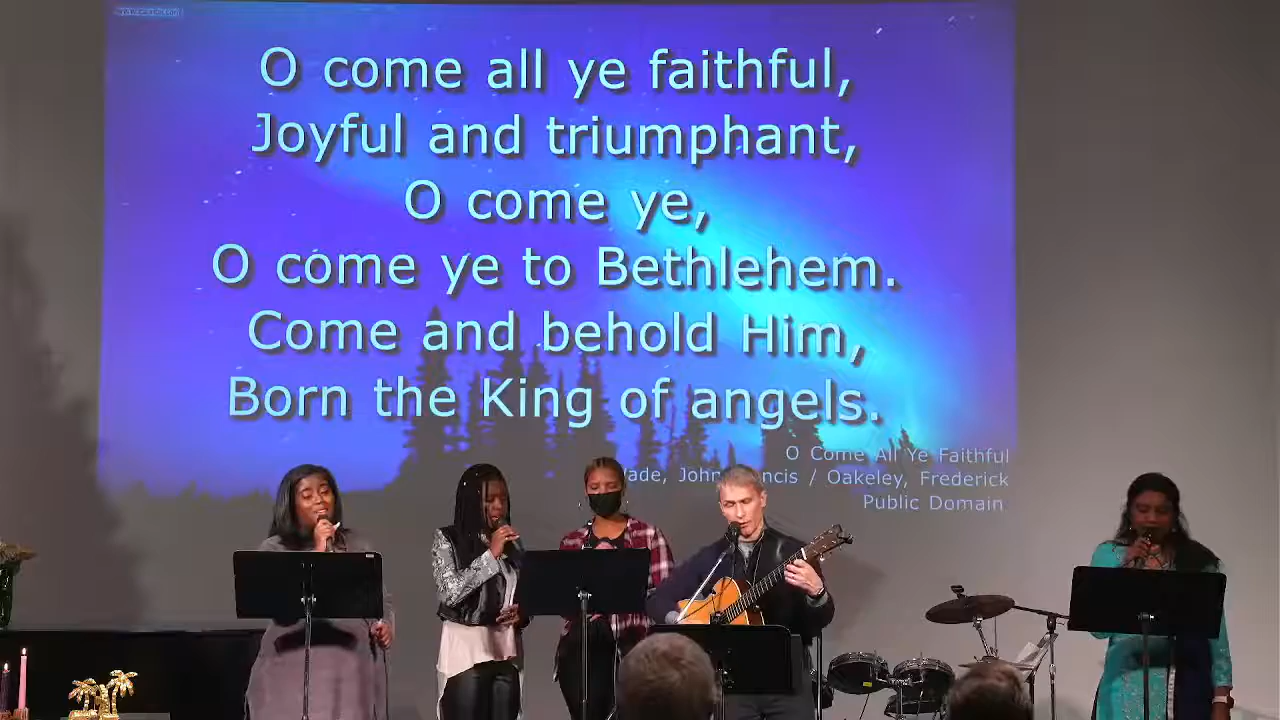 O come all ye faithful,
Joyful and triumphant,
O come ye,
O come ye to Bethlehem.
Come and behold Him,
Born the King of angels.
O Come All Ye Faithful
/ Oakeley, Frederick
Public Domain